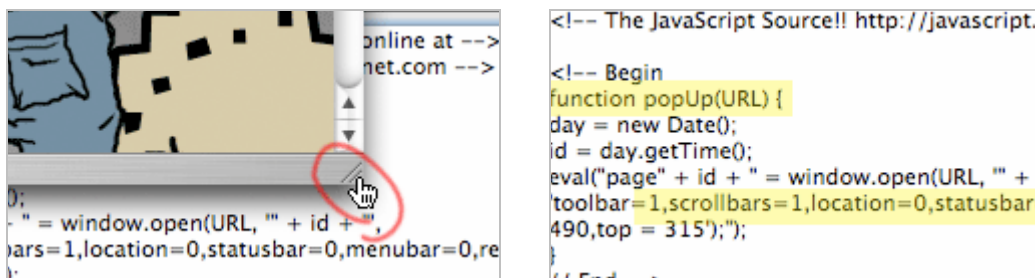 online at -->
net.com -->
);
" = window.open(URL, '" + id + "',
bars=1,location=0,statusbar=0,menubar=0,re
);
<!-- The JavaScript Source!! http://javascript.
<!-- Begin
function popUp(URL) {
day = new Date();
id = day.getTime();
eval("page" + id + " = window.open(URL, '" +
'toolbar=1,scrollbars=1,location=0,statusbar
490,top = 315');");
}
// End -->